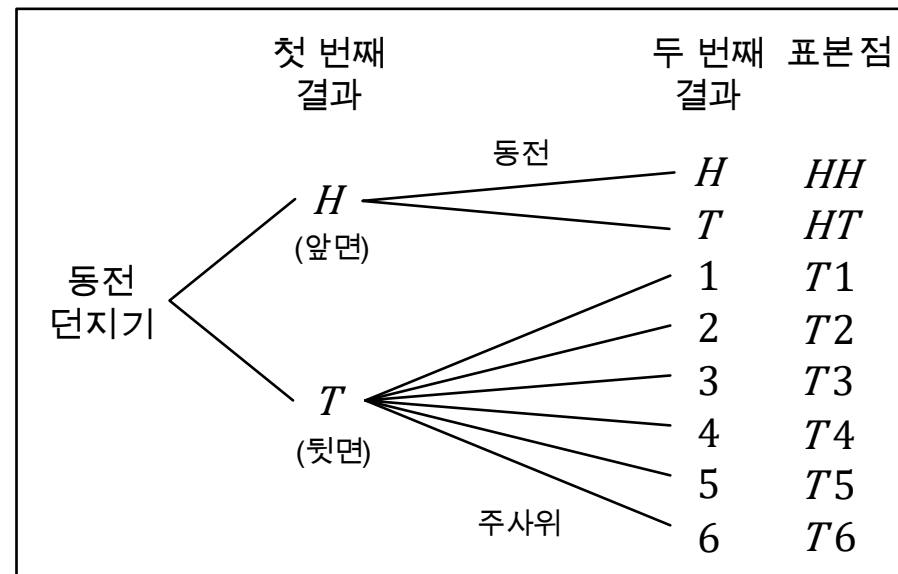 첫 번째
결과
두 번째
결과
표본점
동전
H
(앞면)
H HH
T HT
동전
던지기
1 T1
2 T2
3 T3
T
(뒷면)
4 T4
5 T5
주사위
6 T6